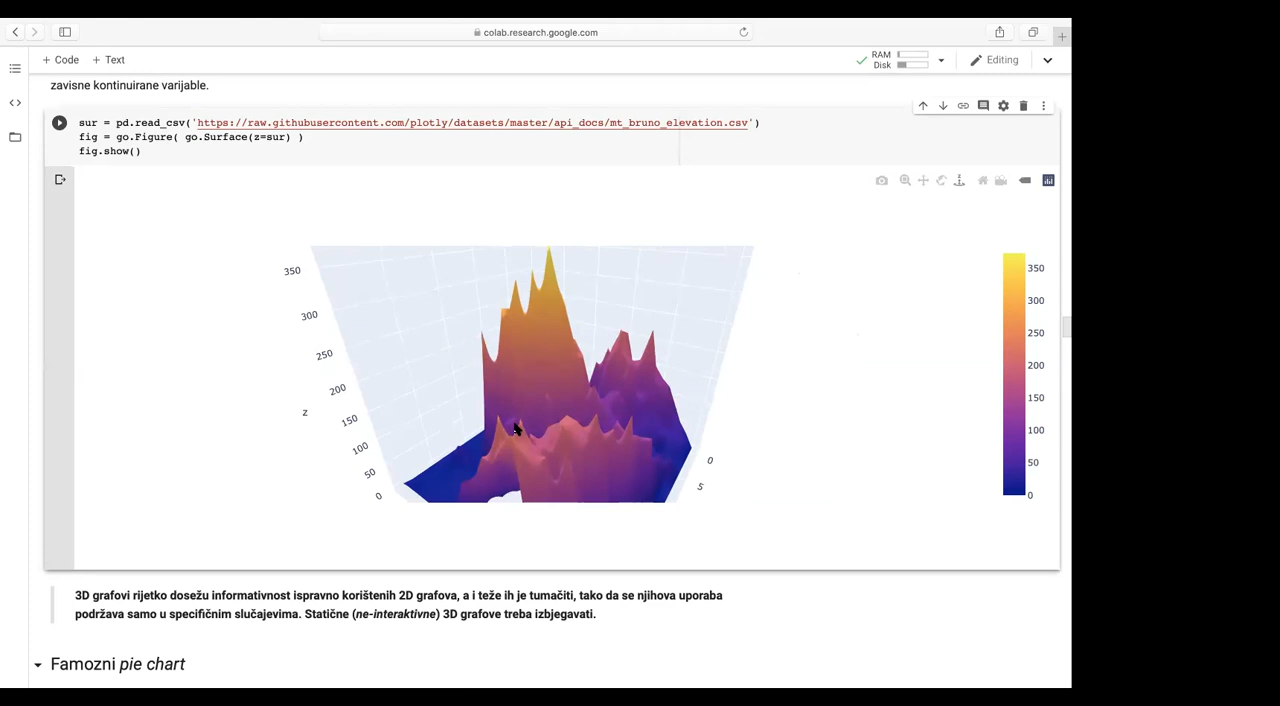 colab.research.google.com
+ Code + Text
RAM
Disk
Editing
zavisne kontinuirane varijable.
sur = pd.read_csv('https://raw.githubusercontent.com/plotly/datasets/master/api_docs/mt_bruno_elevation.csv')
fig = go.Figure( go.Surface(z=sur) )
fig.show()
350
300
250
200
150
100
50
0
z
0
5
350
300
250
200
150
100
50
0
3D grafovi rijetko dosežu informativnost ispravno korištenih 2D grafova, a i teže ih je tumačiti, tako da se njihova uporaba
podržava samo u specifičnim slučajevima. Statične (ne-interaktivne) 3D grafove treba izbjegavati.
Famozni pie chart